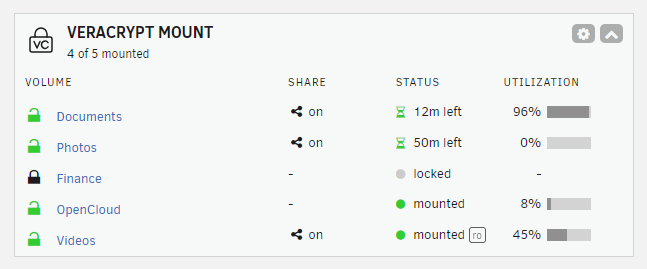 VC
VERACRYPT MOUNT
4 of 5 mounted
VOLUME SHARE STATUS UTILIZATION
Documents on 12m left 96%
Photos on 50m left 0%
Finance - locked -
OpenCloud - mounted 8%
Videos on mounted ro 45%